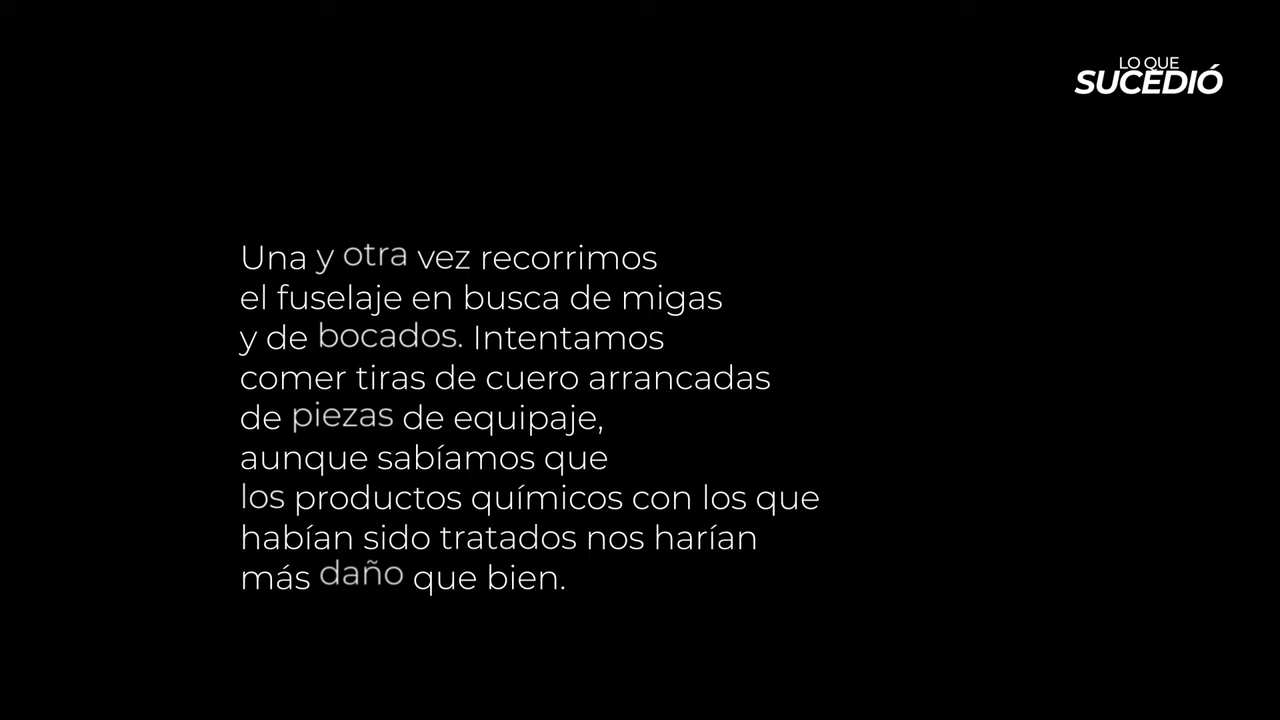 LO QUE
SUCEDIÓ
Una y otra vez recorrimos
el fuselaje en busca de migas
y de bocados. Intentamos
comer tiras de cuero arrancadas
de piezas de equipaje,
aunque sabíamos que
los productos químicos con los que
habían sido tratados nos harían
más daño que bien.